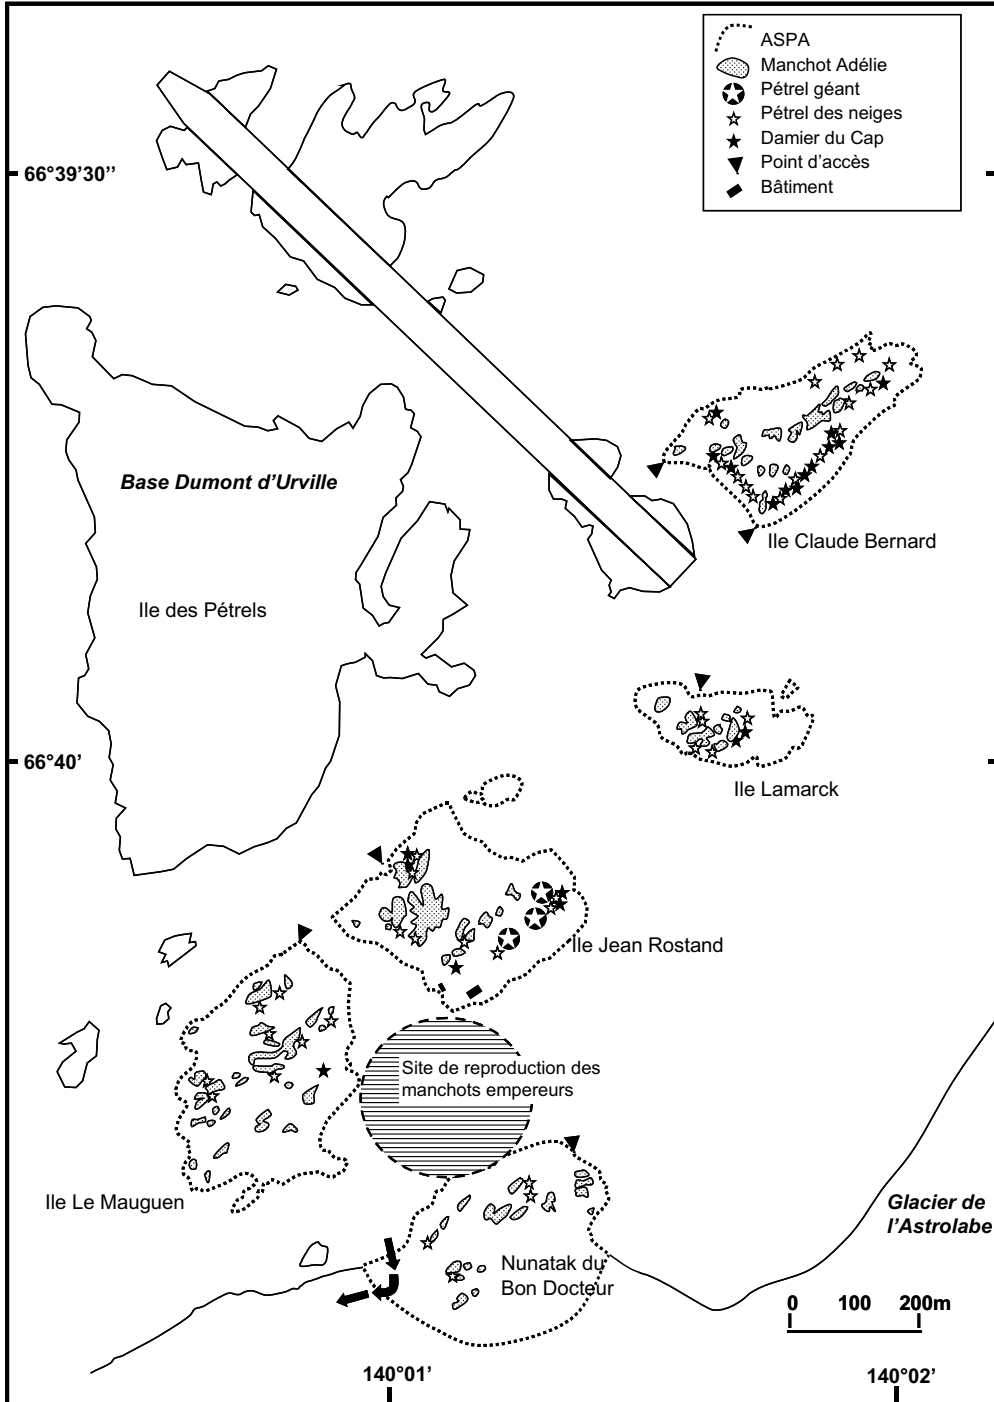 ASPA
Manchot Adélie
Pétrel géant
Pétrel des neiges
Damier du Cap
Point d'accès
Bâtiment
66°39'30''
Base Dumont d'Urville
Ile Claude Bernard
Ile des Pétrels
66°40'
Ile Lamarck
Ile Jean Rostand
Site de reproduction des
manchots empereurs
Ile Le Mauguen
Glacier de
l'Astrolabe
Nunatak du
Bon Docteur
0 100 200m
140°01'
140°02'